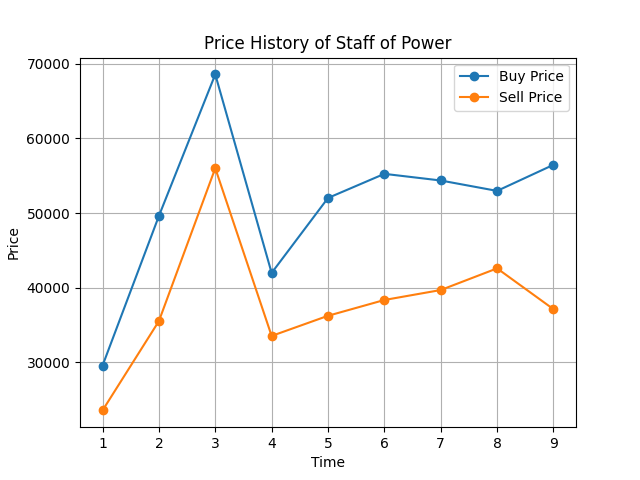 Price History of Staff of Power
Buy Price
Sell Price
70000
60000
50000
40000
30000
Price
1 2 3 4 5 6 7 8 9
Time